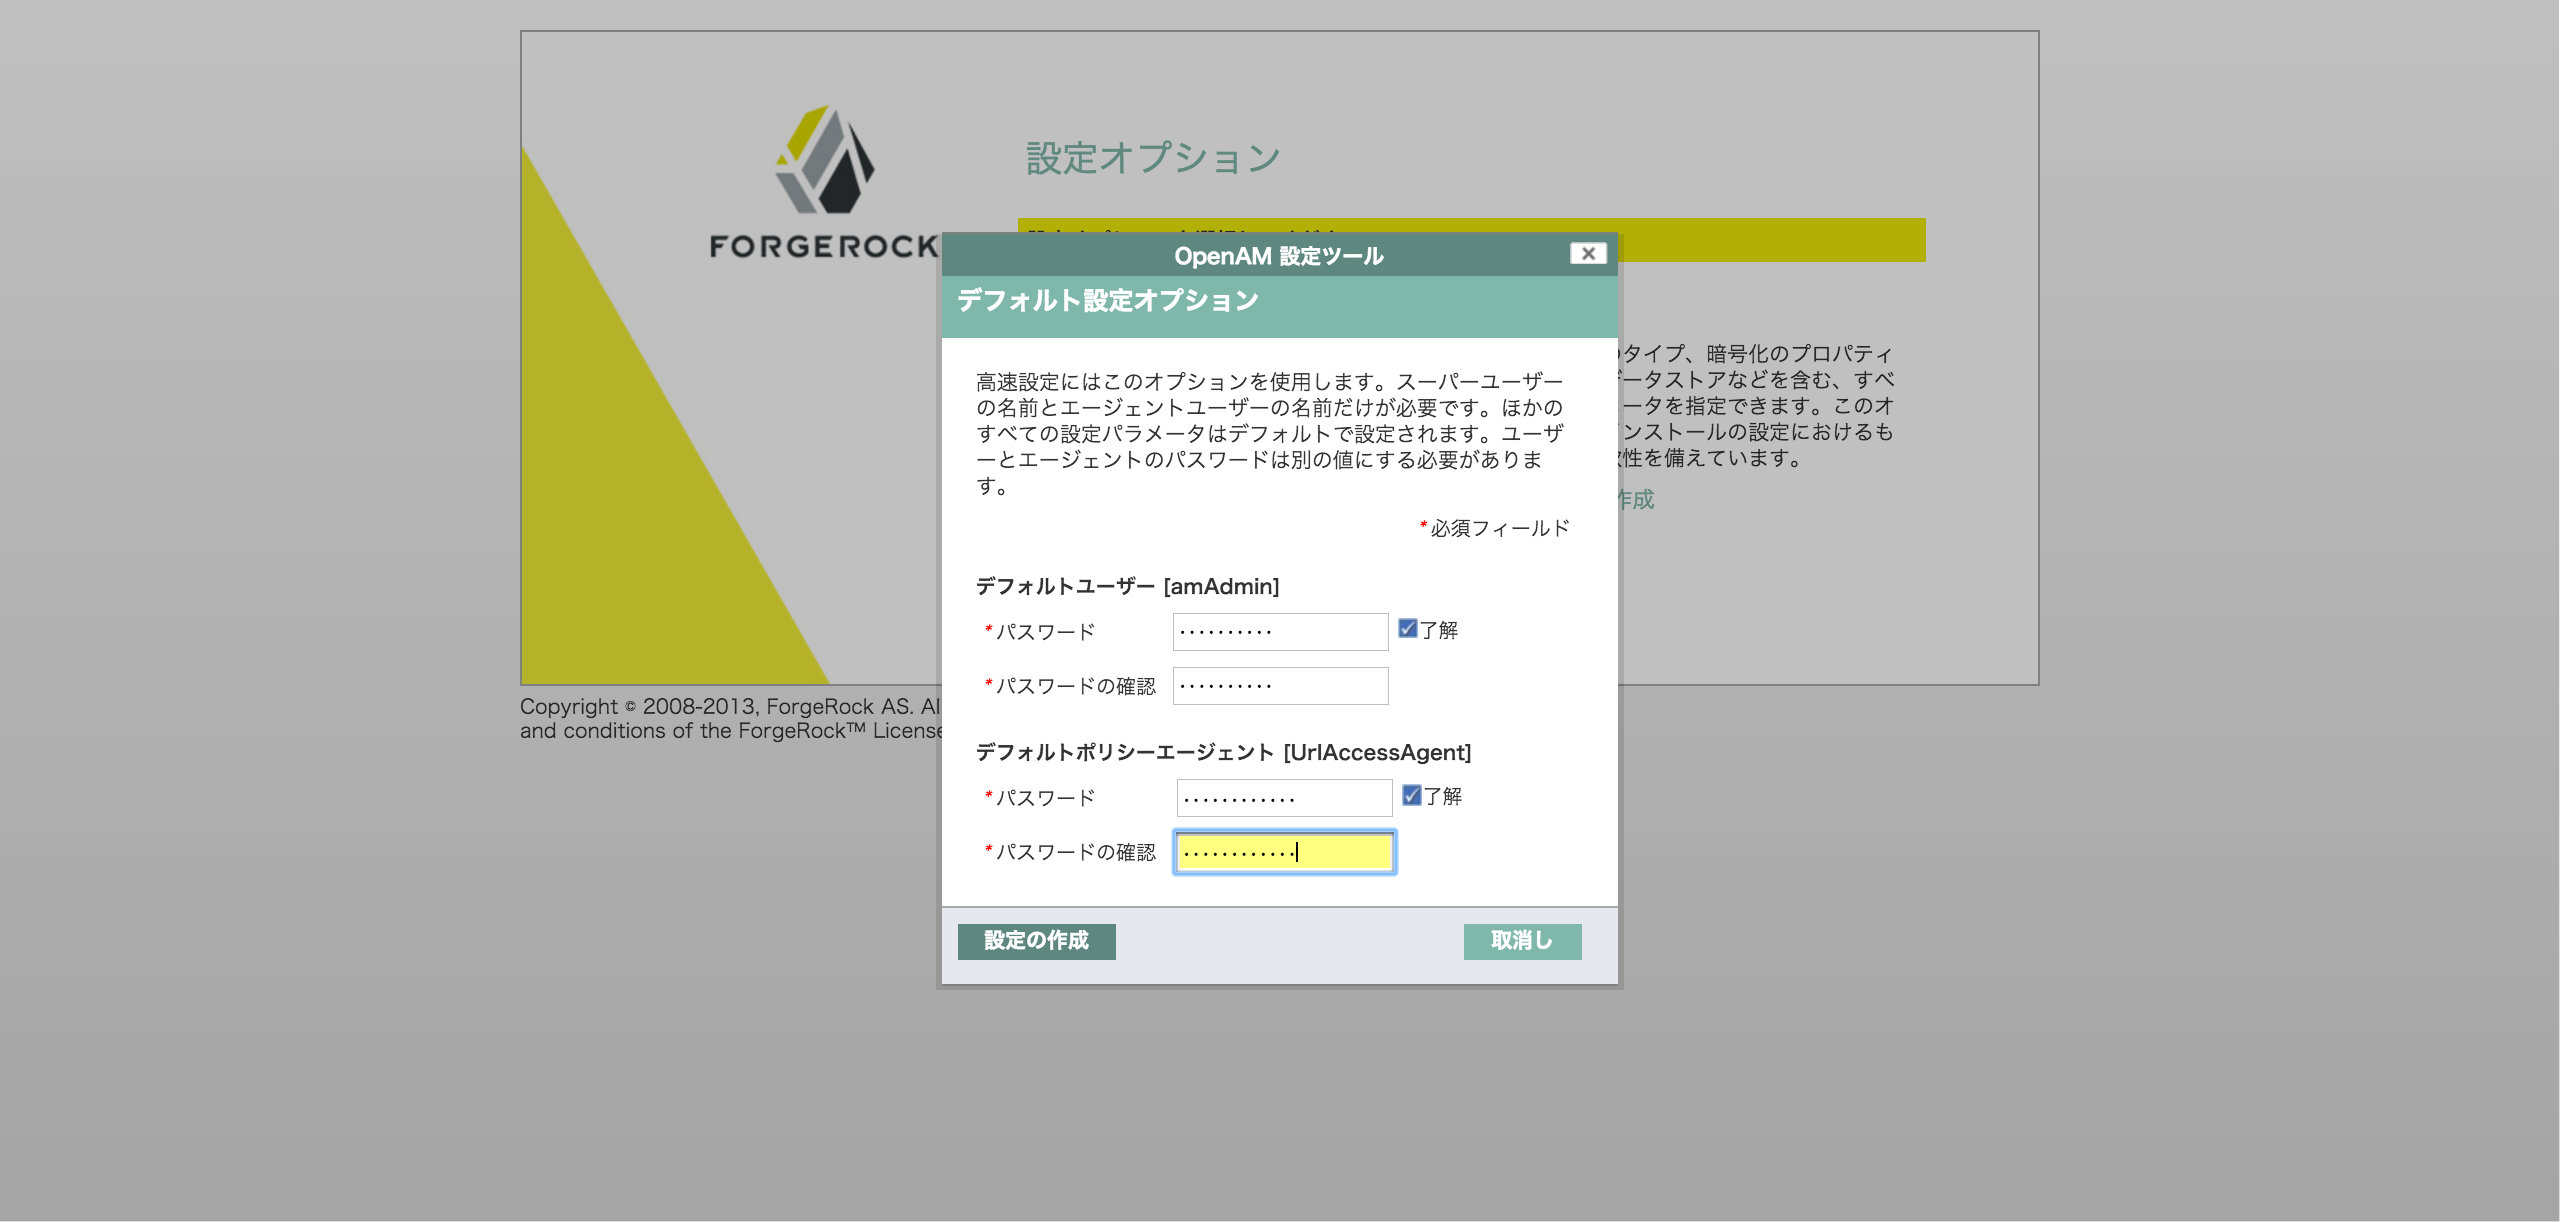 FORGEROCK
設定オプション
OpenAM 設定ツール
デフォルト設定オプション
高速設定にはこのオプションを使用します。スーパーユーザー
の名前とエージェントユーザーの名前だけが必要です。ほかの
すべての設定パラメータはデフォルトで設定されます。ユーザ
ーとエージェントのパスワードは別の値にする必要がありま
す。
*必須フィールド
デフォルトユーザー [amAdmin]
*パスワード
了解
*パスワードの確認
デフォルトポリシーエージェント [UrlAccessAgent]
*パスワード
了解
*パスワードの確認
設定の作成
取消し
タイプ、暗号化のプロパティ
ータストアなどを含む、すべ
ータを指定できます。このオ
ンストールの設定におけるも
性を備えています。
作成
Copyright © 2008-2013, ForgeRock AS. Al
and conditions of the ForgeRock™ License